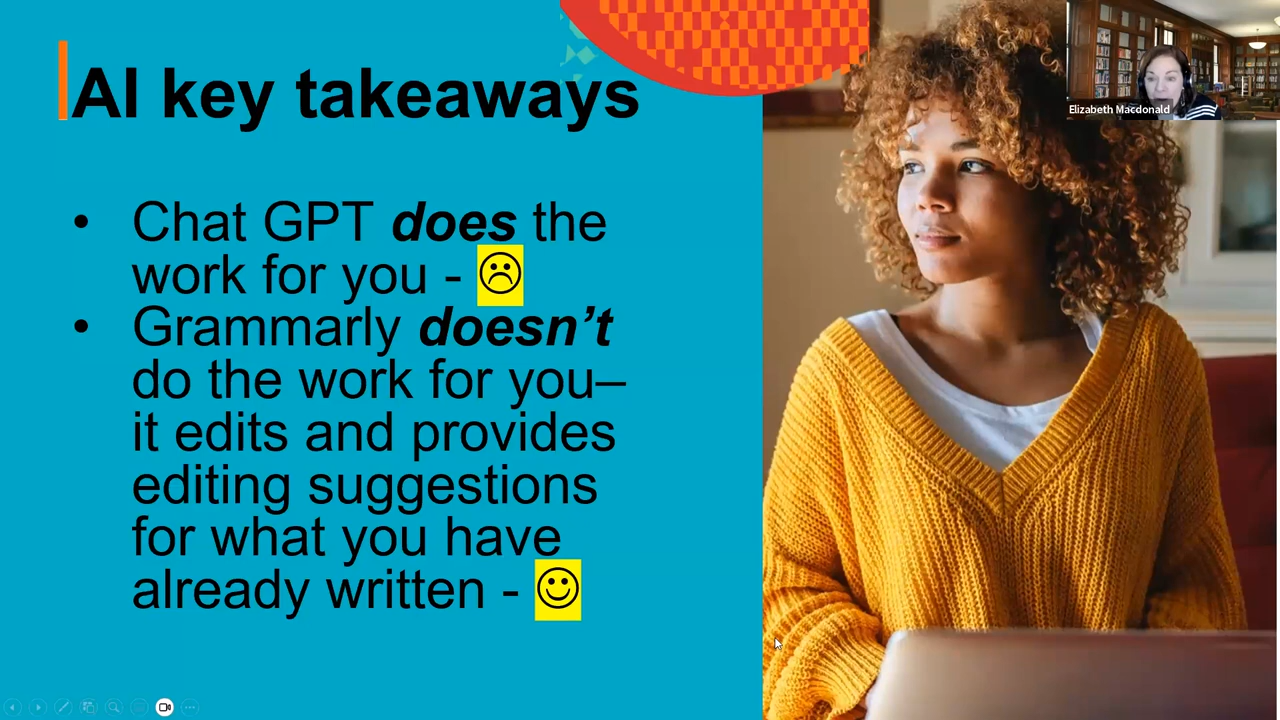 AI key takeaways
• Chat GPT does the
work for you - ☹
• Grammarly doesn’t
do the work for you–
it edits and provides
editing suggestions
for what you have
already written - ☺
Elizabeth Macdonald